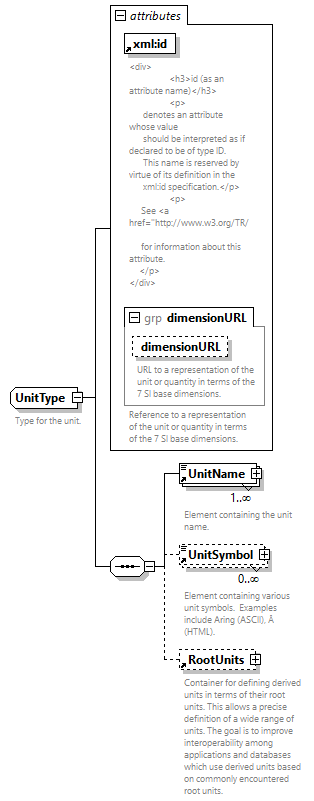 attributes
xml:id
<div>
<h3>id (as an
attribute name)</h3>
<p>
denotes an attribute
whose value
should be interpreted as if
declared to be of type ID.
This name is reserved by
virtue of its definition in the
xml:id specification.</p>
<p>
See <a
href="http://www.w3.org/TR/
for information about this
attribute.
</p>
</div>
grp dimensionURL
dimensionURL
URL to a representation of the
unit or quantity in terms of the
7 SI base dimensions.
Reference to a representation
of the unit or quantity in terms
of the 7 SI base dimensions.
UnitType
Type for the unit.
UnitName
1..∞
Element containing the unit
name.
UnitSymbol
0..∞
Element containing various
unit symbols. Examples
include Aring (ASCII), Å
(HTML).
RootUnits
Container for defining derived
units in terms of their root
units. This allows a precise
definition of a wide range of
units. The goal is to improve
interoperability among
applications and databases
which use derived units based
on commonly encountered
root units.